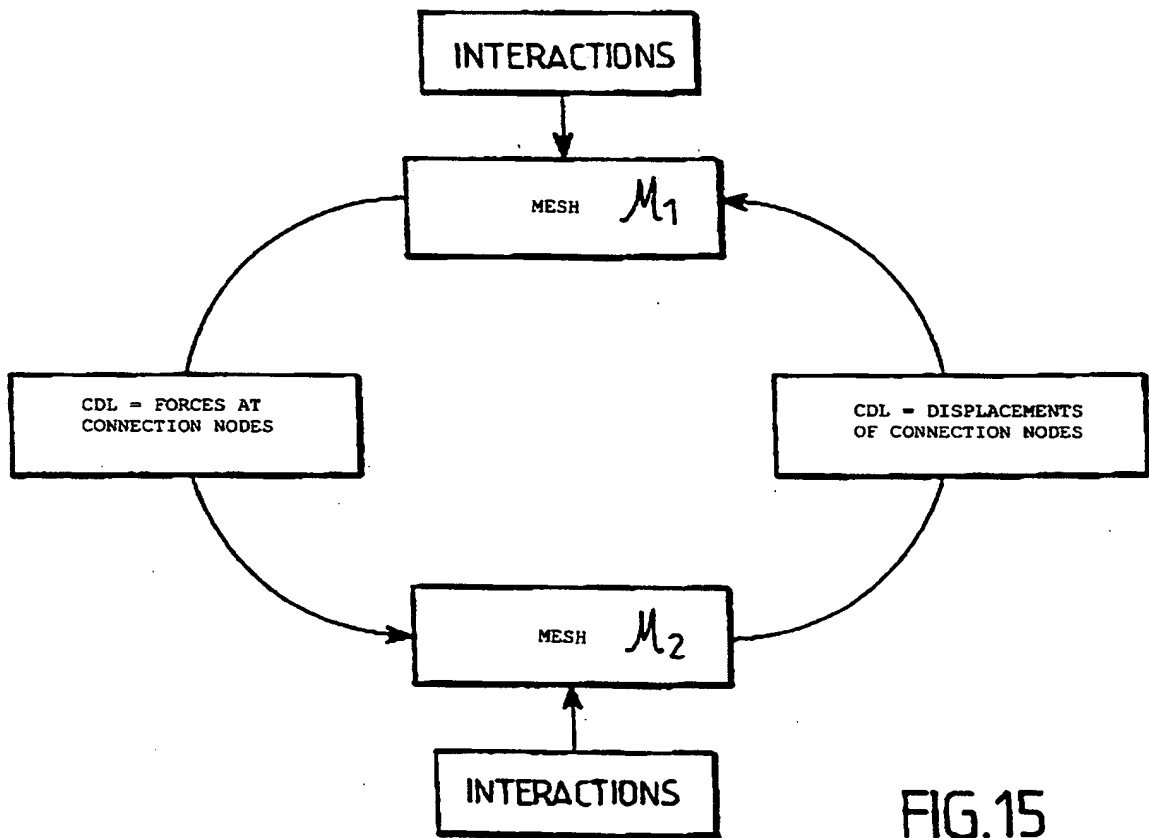 INTERACTIONS
MESH M1
CDL = FORCES AT
CONNECTION NODES
CDL = DISPLACEMENTS
OF CONNECTION NODES
MESH M2
INTERACTIONS
FIG.15